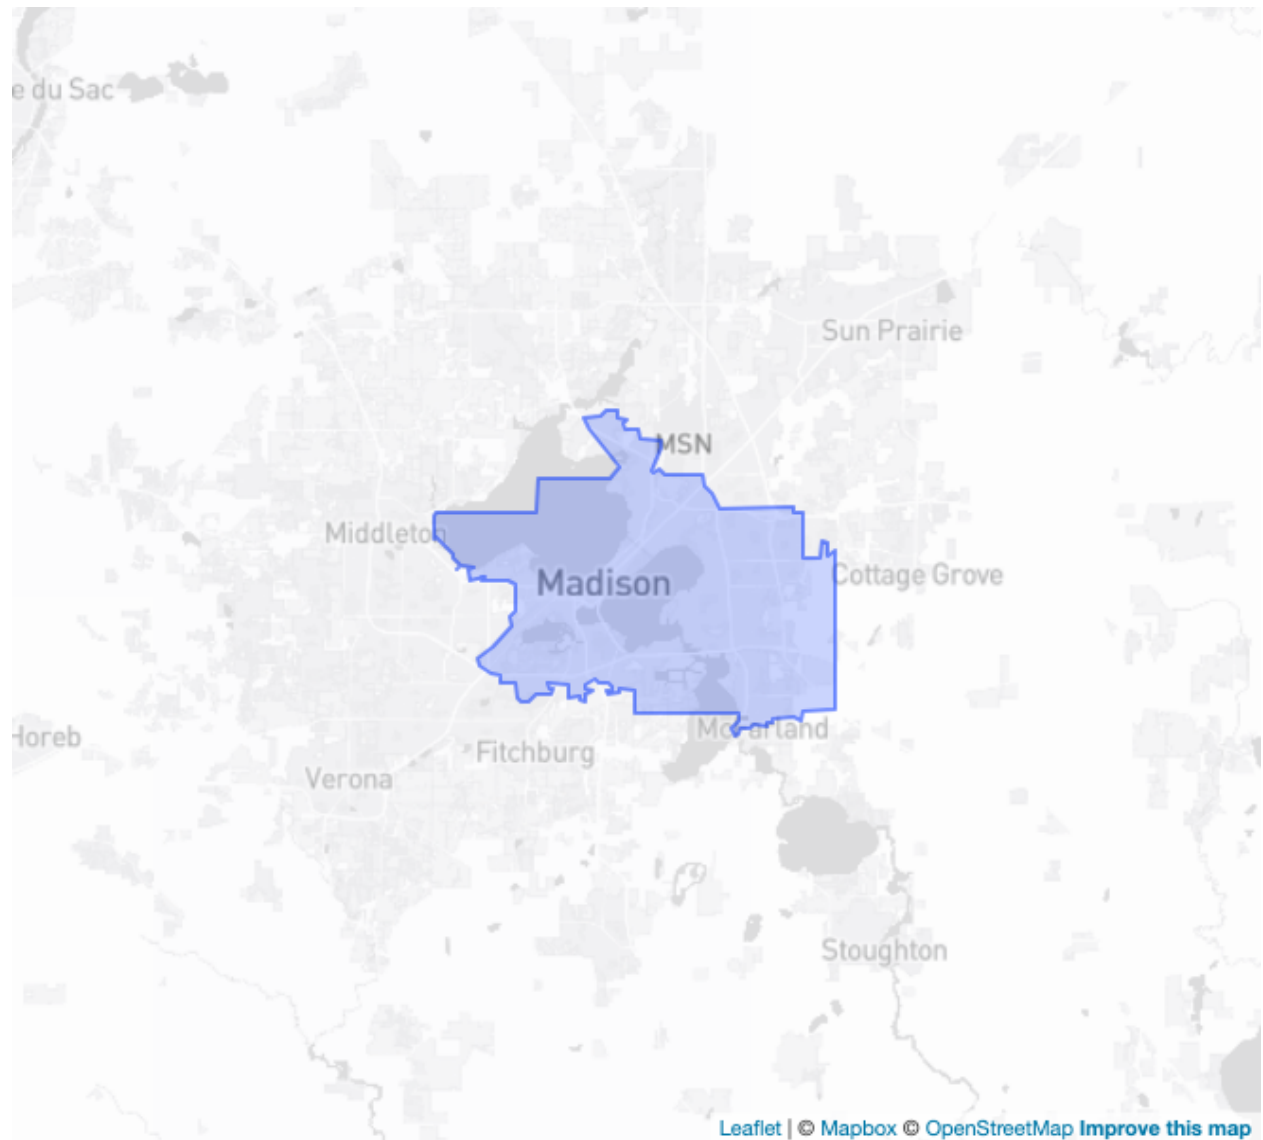 e du Sac
Sun Prairie
MSN
Middleton
Cottage Grove
Madison
McFarland
Horeb
Fitchburg
Verona
Stoughton
Leaflet | © Mapbox © OpenStreetMap Improve this map